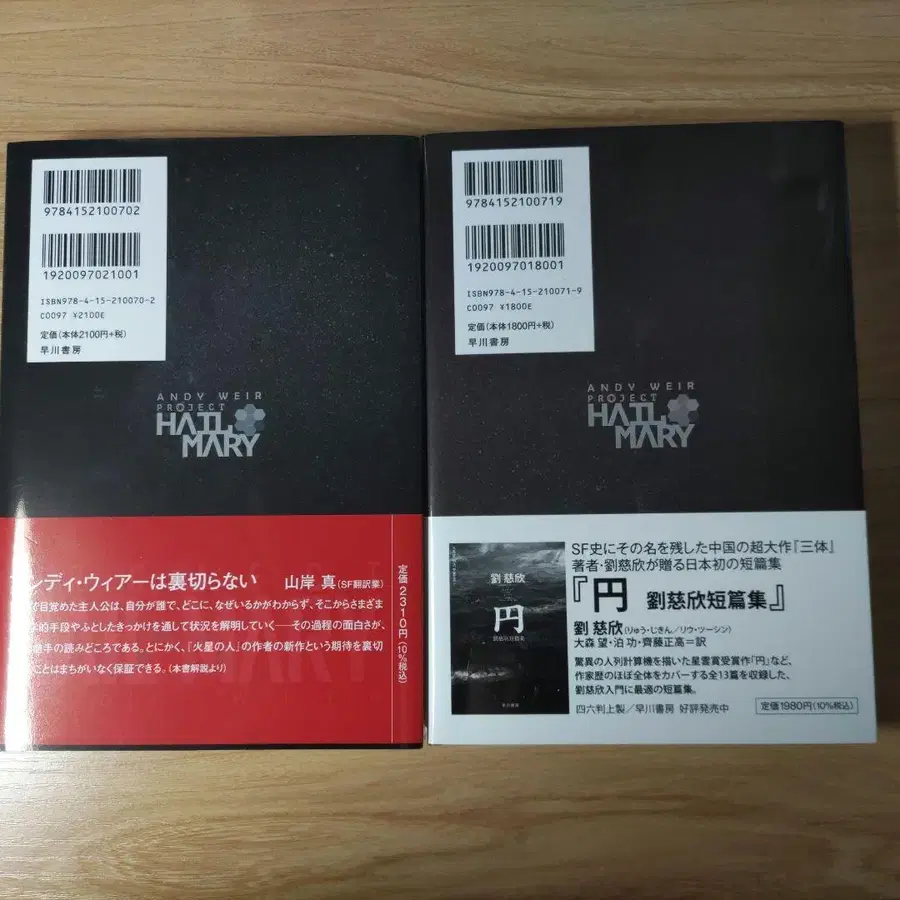 9784152100702
1920097021001
ISBN978-4-15-210070-2
C0097 ¥2100E
定価(本体2100円+税)
早川書房
ANDY WEIR
PROJECT
HAIL
MARY
ンディ・ウィアーは裏切らない 山岸 真(SF翻訳業)
で目覚めた主人公は、自分が誰で、どこに、なぜいるかがわからず、そこからさまざま
的手段やふとしたきっかけを通して状況を解明していく——その過程の面白さが、
勝手の読みどころである。とにかく、『火星の人』の作者の新作という期待を裏切
ことはまちがいなく保証できる。(本書解説より)
定価2310円(10%税込)
9784152100719
1920097018001
ISBN978-4-15-210071-9
C0097 ¥1800E
定価(本体1800円+税)
早川書房
ANDY WEIR
PROJECT
HAIL
MARY
劉慈欣
円
劉慈欣短篇集
早川書房
SF史にその名を残した中国の超大作『三体』
著者・劉慈欣が贈る日本初の短篇集
『円 劉慈欣短篇集』
劉 慈欣(りゅう・じきん/リウ・ツーシン)
大森 望・泊 功・齊藤正高=訳
驚異の人列計算機を描いた星雲賞受賞作「円」など、
作家歴のほぼ全体をカバーする全13篇を収録した、
劉慈欣入門に最適の短篇集。
四六判上製/早川書房 好評発売中
定価1980円(10%税込)